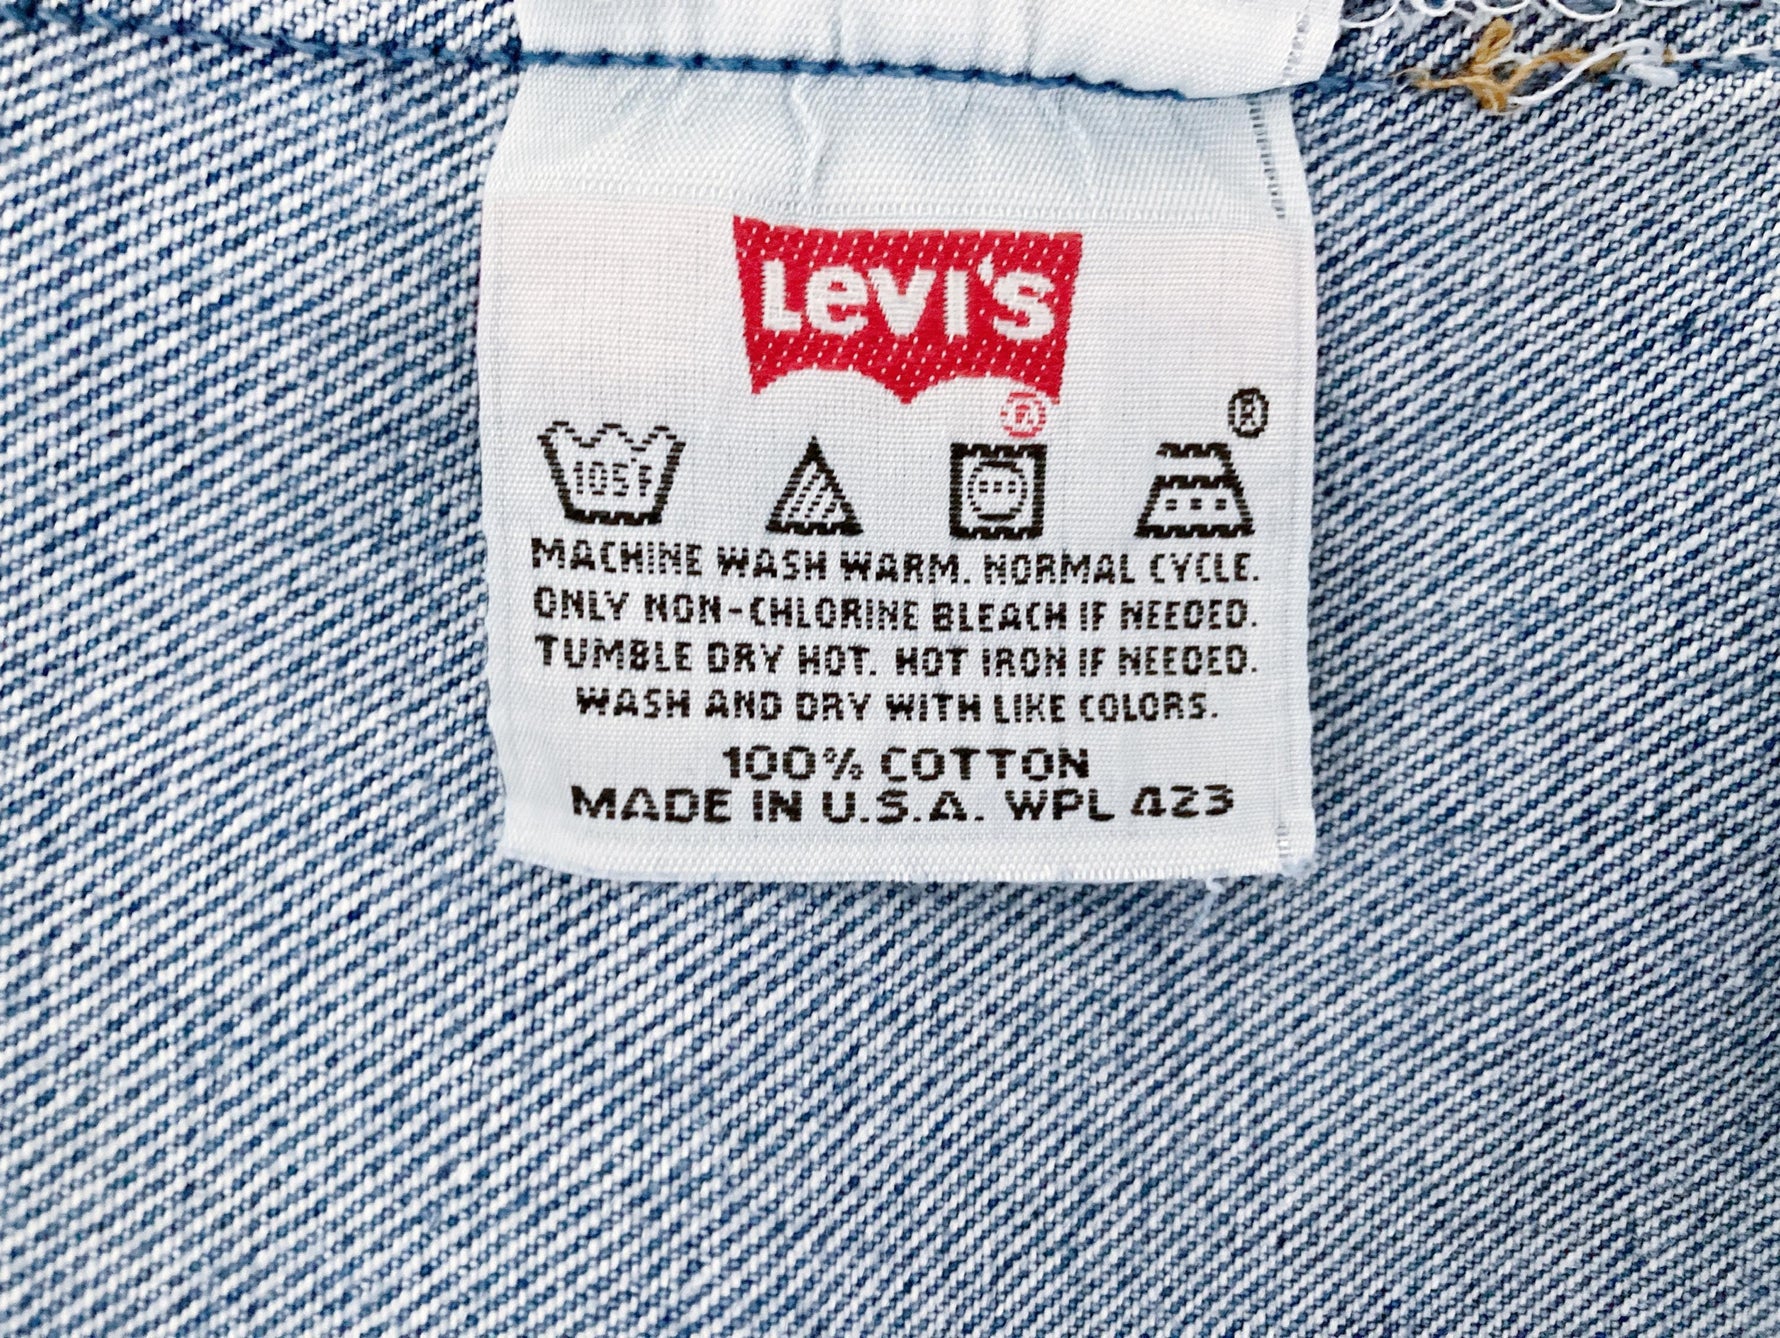 Levi's
®
®
105F
MACHINE WASH WARM. NORMAL CYCLE.
ONLY NON-CHLORINE BLEACH IF NEEDED.
TUMBLE DRY HOT. HOT IRON IF NEEDED.
WASH AND DRY WITH LIKE COLORS.
100% COTTON
MADE IN U.S.A. WPL 423